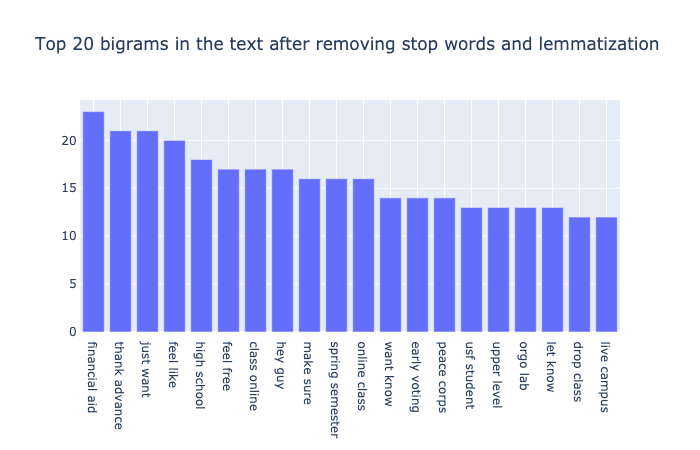 Top 20 bigrams in the text after removing stop words and lemmatization
20
15
10
5
0
financial aid
thank advance
just want
feel like
high school
feel free
class online
hey guy
make sure
spring semester
online class
want know
early voting
peace corps
usf student
upper level
orgo lab
let know
drop class
live campus